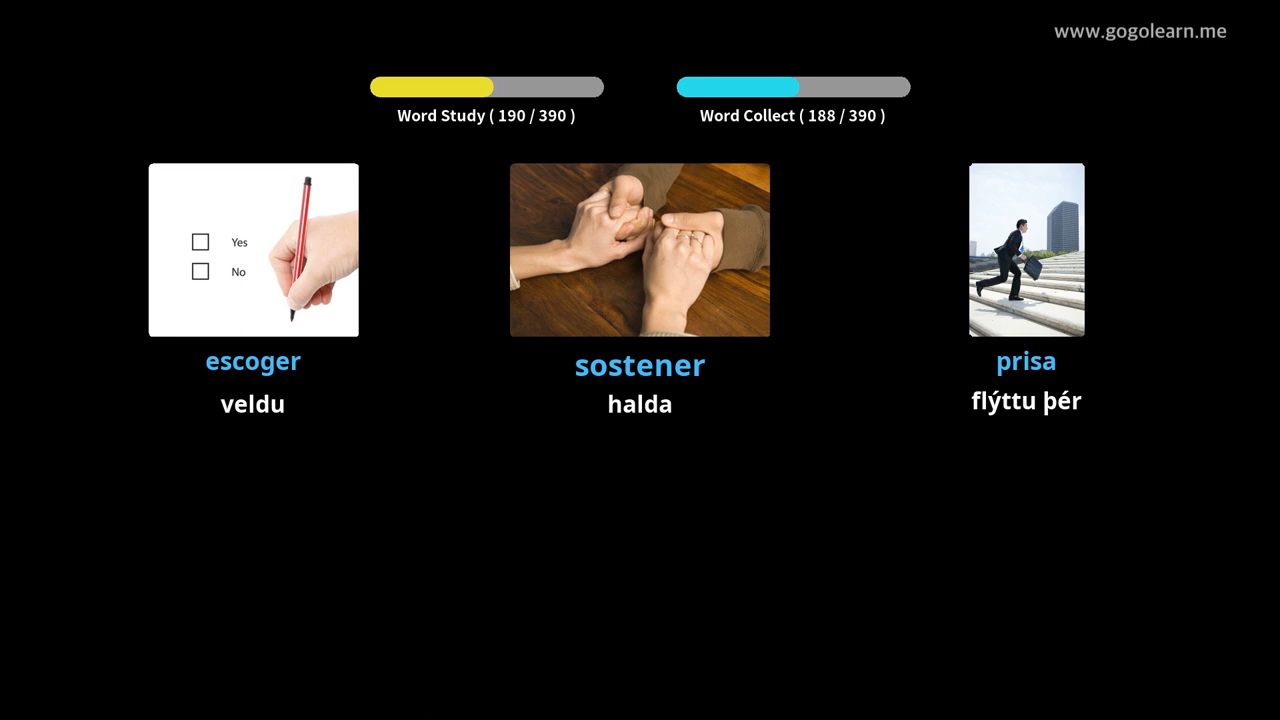 www.gogolearn.me
Word Study ( 190 / 390 )
Word Collect ( 188 / 390 )
Yes
No
escoger
sostener
prisa
veldu
halda
flýttu þér